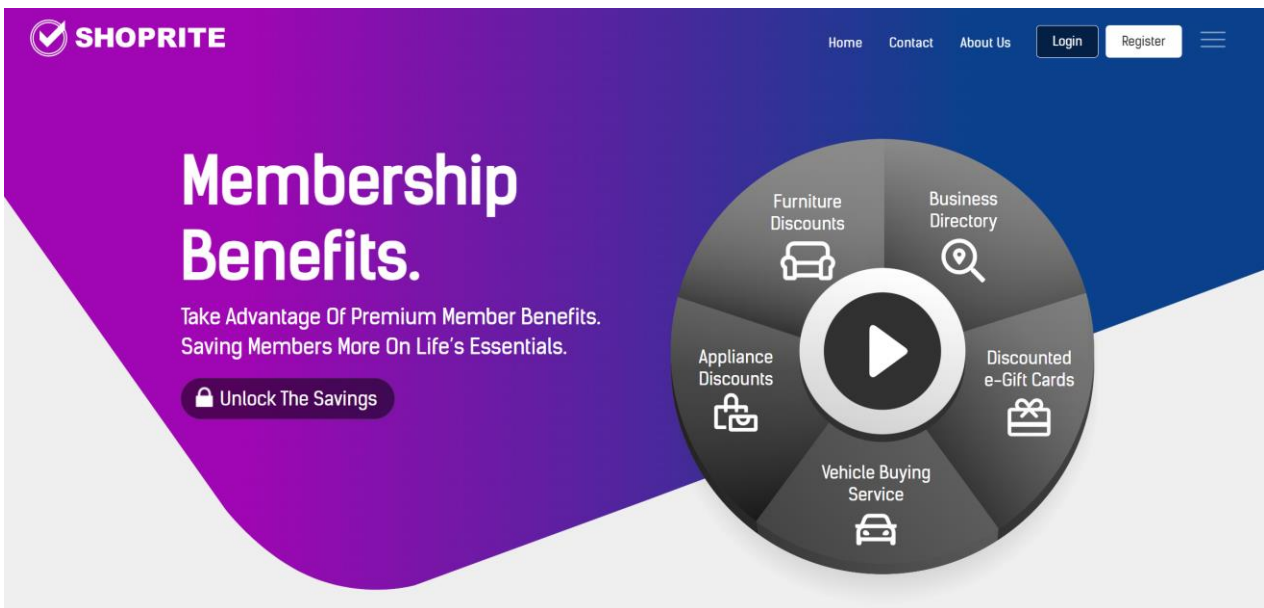 SHOPRITE
Home Contact About Us Login Register
Membership
Benefits.
Take Advantage Of Premium Member Benefits.
Saving Members More On Life's Essentials.
Unlock The Savings
Furniture
Discounts
Business
Directory
Appliance
Discounts
Discounted
e-Gift Cards
Vehicle Buying
Service